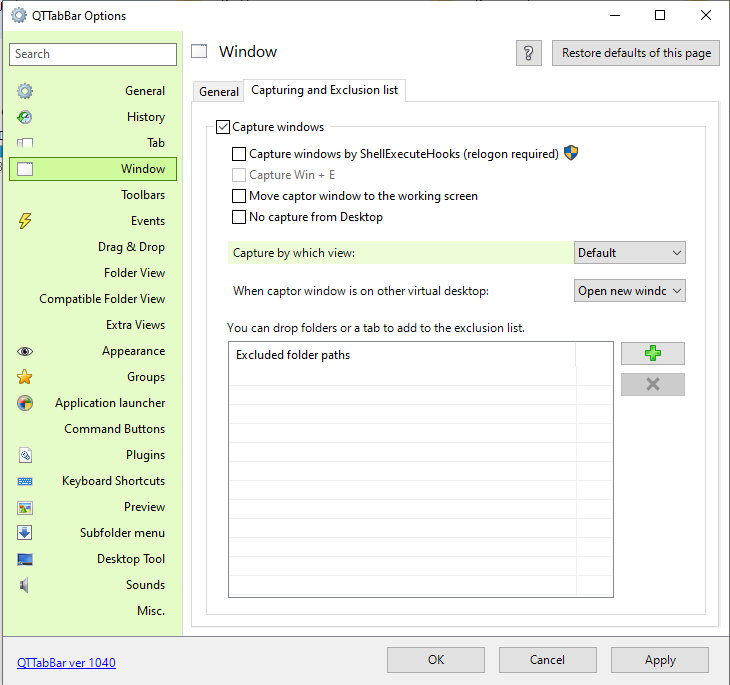 QTTabBar Options
Search
General
History
Tab
Window
Toolbars
Events
Drag & Drop
Folder View
Compatible Folder View
Extra Views
Appearance
Groups
Application launcher
Command Buttons
Plugins
Keyboard Shortcuts
Preview
Subfolder menu
Desktop Tool
Sounds
Misc.
Window
?
Restore defaults of this page
General
Capturing and Exclusion list
Capture windows
Capture windows by ShellExecuteHooks (relogon required)
Capture Win + E
Move captor window to the working screen
No capture from Desktop
Capture by which view:
Default
When captor window is on other virtual desktop:
Open new windc
You can drop folders or a tab to add to the exclusion list.
Excluded folder paths
QTTabBar ver 1040
OK
Cancel
Apply